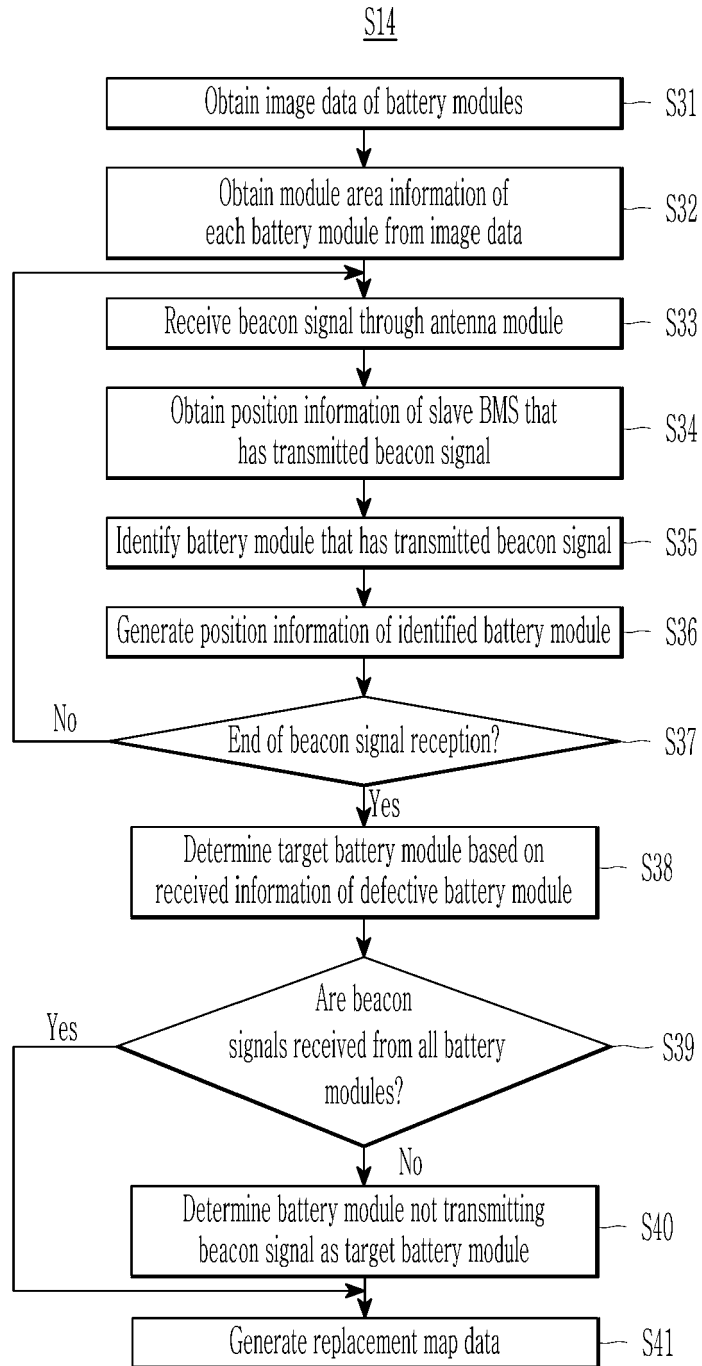 S14
Obtain image data of battery modules
S31
Obtain module area information of
each battery module from image data
S32
Receive beacon signal through antenna module
S33
Obtain position information of slave BMS that
has transmitted beacon signal
S34
Identify battery module that has transmitted beacon signal
S35
Generate position information of identified battery module
S36
No
End of beacon signal reception?
S37
Yes
Determine target battery module based on
received information of defective battery module
S38
Yes
Are beacon
signals received from all battery
modules?
S39
No
Determine battery module not transmitting
beacon signal as target battery module
S40
Generate replacement map data
S41